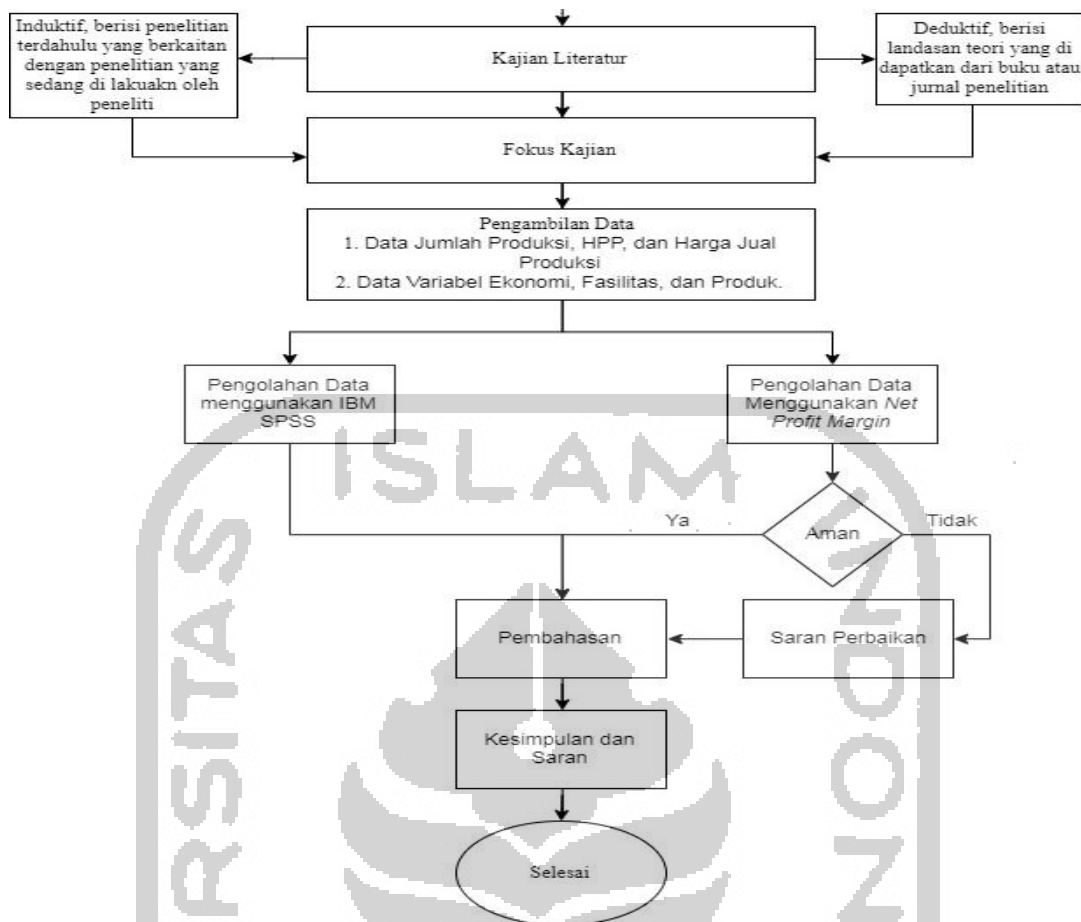 Induktif, berisi penelitian
terdahulu yang berkaitan
dengan penelitian yang
sedang di lakuakn oleh
peneliti
Kajian Literatur
Deduktif, berisi
landasan teori yang di
dapatkan dari buku atau
jurnal penelitian
Fokus Kajian
Pengambilan Data
1. Data Jumlah Produksi, HPP, dan Harga Jual
Produksi
2. Data Variabel Ekonomi, Fasilitas, dan Produk.
Pengolahan Data
menggunakan IBM
SPSS
Pengolahan Data
Menggunakan Net
Profit Margin
ISLAM
Ya
Aman
Tidak
Pembahasan
Saran Perbaikan
Kesimpulan dan
Saran
Selesai
RSITAS